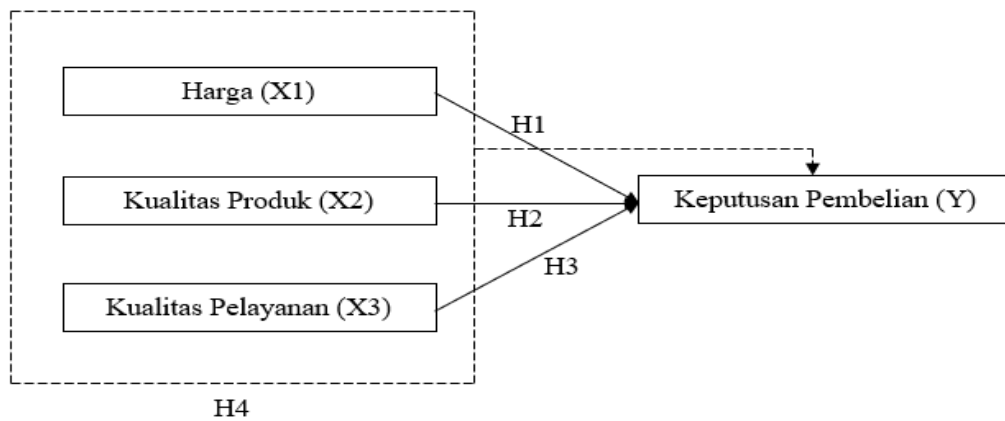 Harga (X1)
H1
Kualitas Produk (X2)
Keputusan Pembelian (Y)
H2
H3
Kualitas Pelayanan (X3)
H4